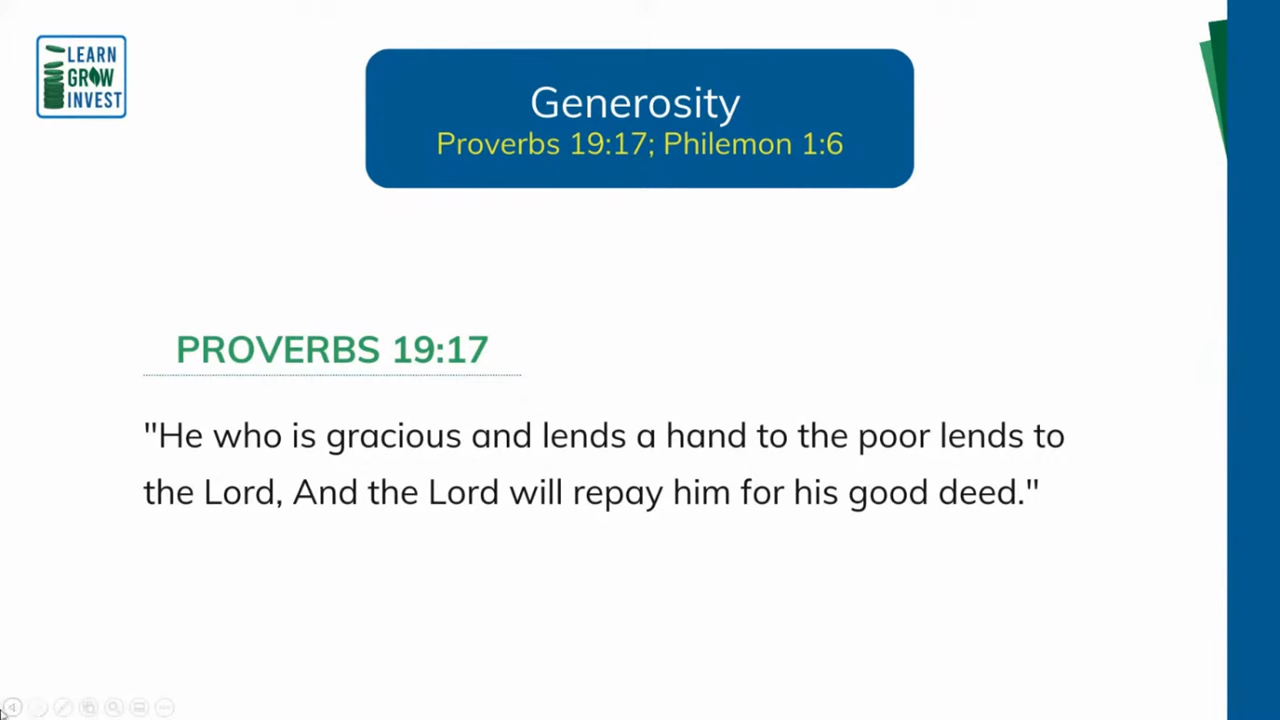 LEARN
GROW
INVEST
Generosity
Proverbs 19:17; Philemon 1:6
PROVERBS 19:17
"He who is gracious and lends a hand to the poor lends to
the Lord, And the Lord will repay him for his good deed."